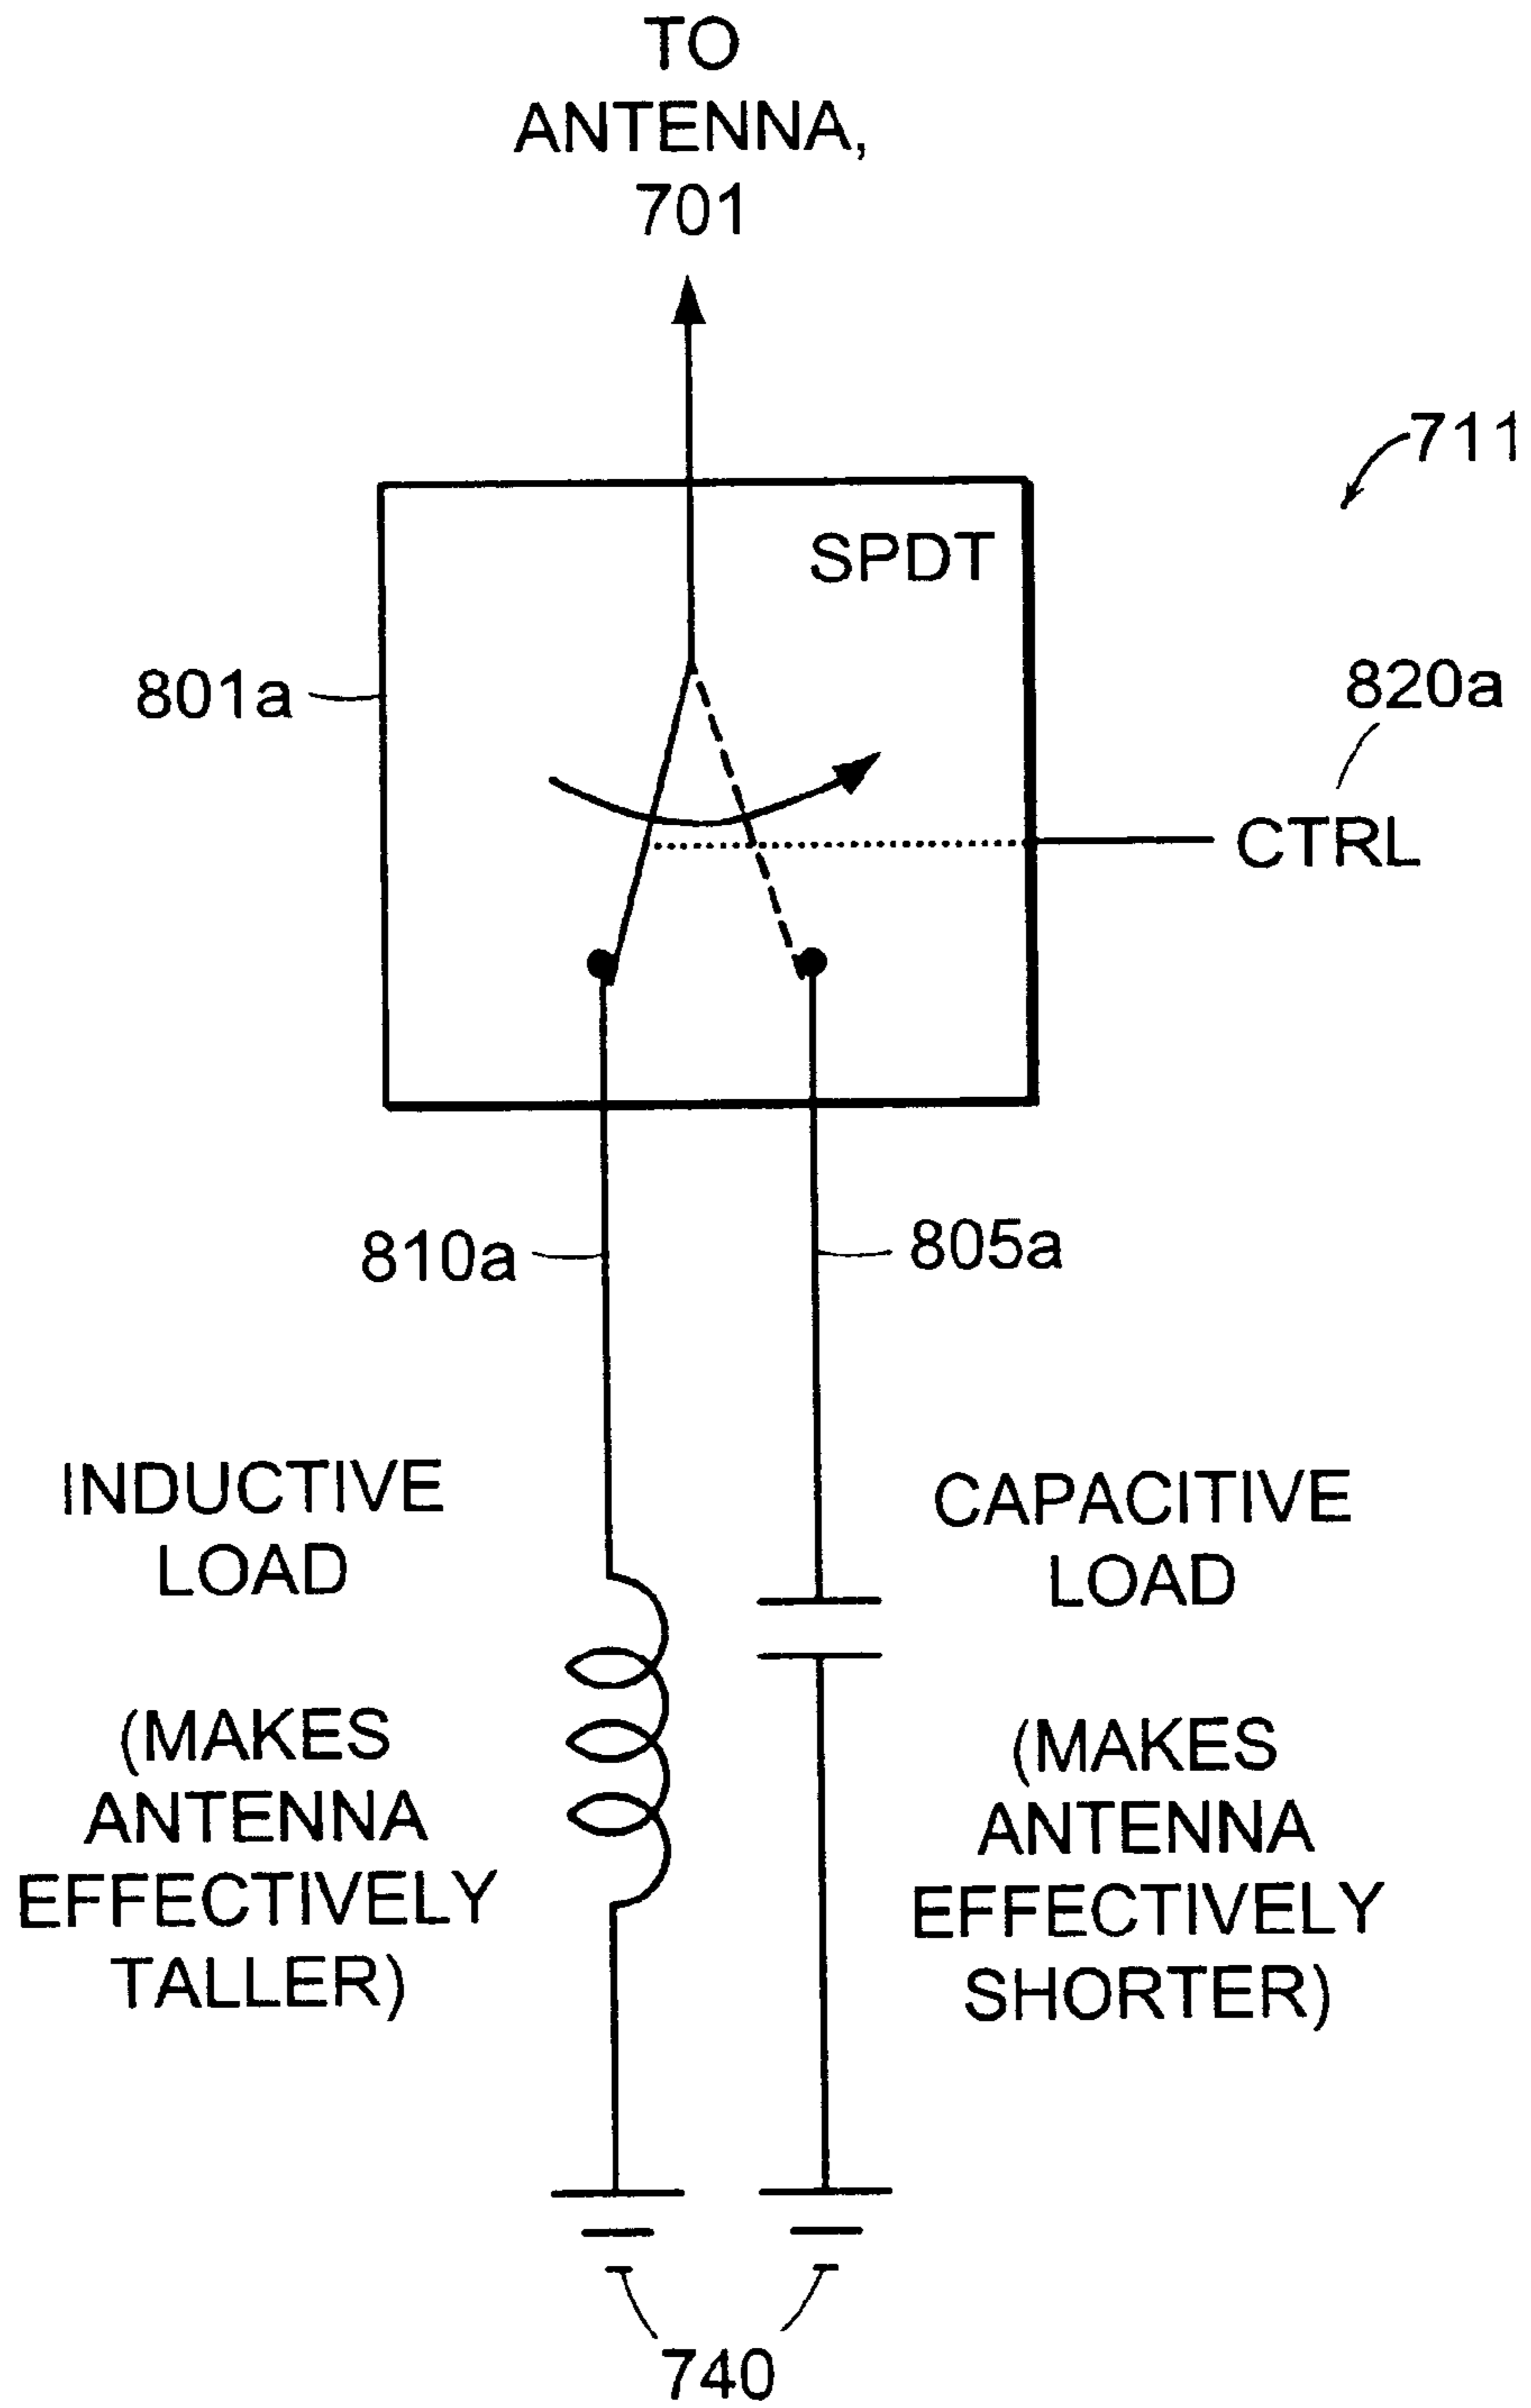 TO
ANTENNA,
701
711
SPDT
801a
820a
CTRL
810a
805a
INDUCTIVE
LOAD
(MAKES
ANTENNA
EFFECTIVELY
TALLER)
CAPACITIVE
LOAD
(MAKES
ANTENNA
EFFECTIVELY
SHORTER)
740